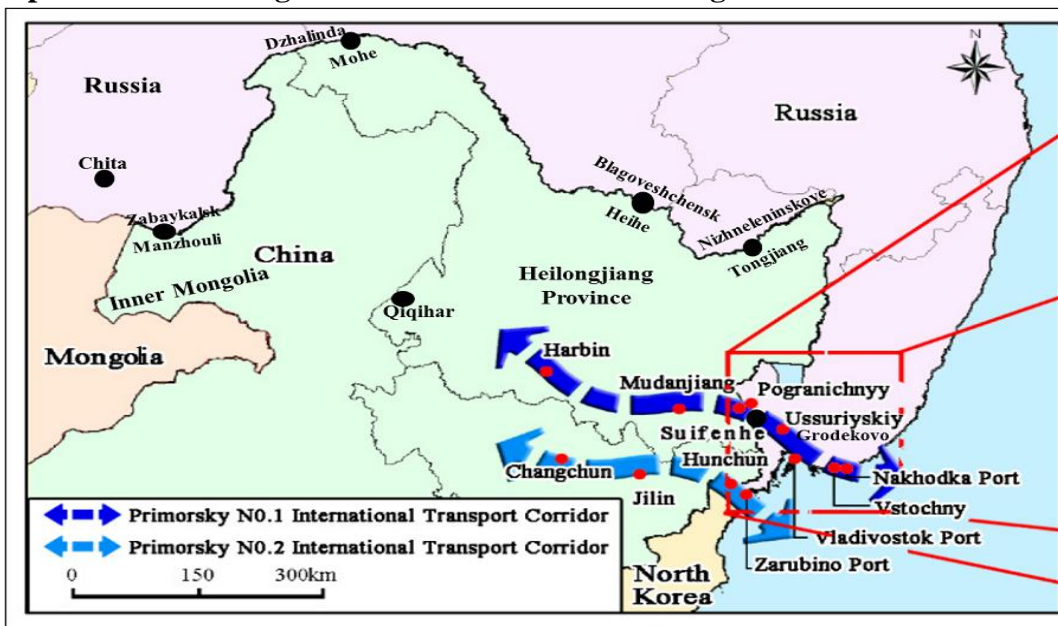 N
Dzhalinda
Mohe
Russia
Russia
Chita
Blagoveshchensk
Heihe
Nizhneleninskoye
Tongjiang
Zabaykalsk
Manzhouli
China
Inner Mongolia
Heilongjiang
Province
Qiqihar
Mongolia
Harbin
Mudanjiang
Pogranichnyy
Ussuriyskiy
Suifenhe
Grodekovo
Hunchun
Changchun
Jilin
Nakhodka Port
Vstochny
Vladivostok Port
Zarubino Port
North
Korea
Primorsky N0.1 International Transport Corridor
Primorsky N0.2 International Transport Corridor
0 150 300km